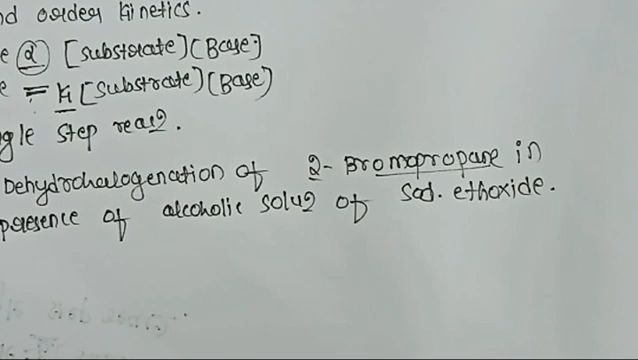 nd order kinetics.
e α [substrate][Base]
e = K [substrate)(Base)
gle step reacn.
Dehydrohalogenation of 2-Bromopropane in
presence of alcoholic solun of Sod. ethoxide.